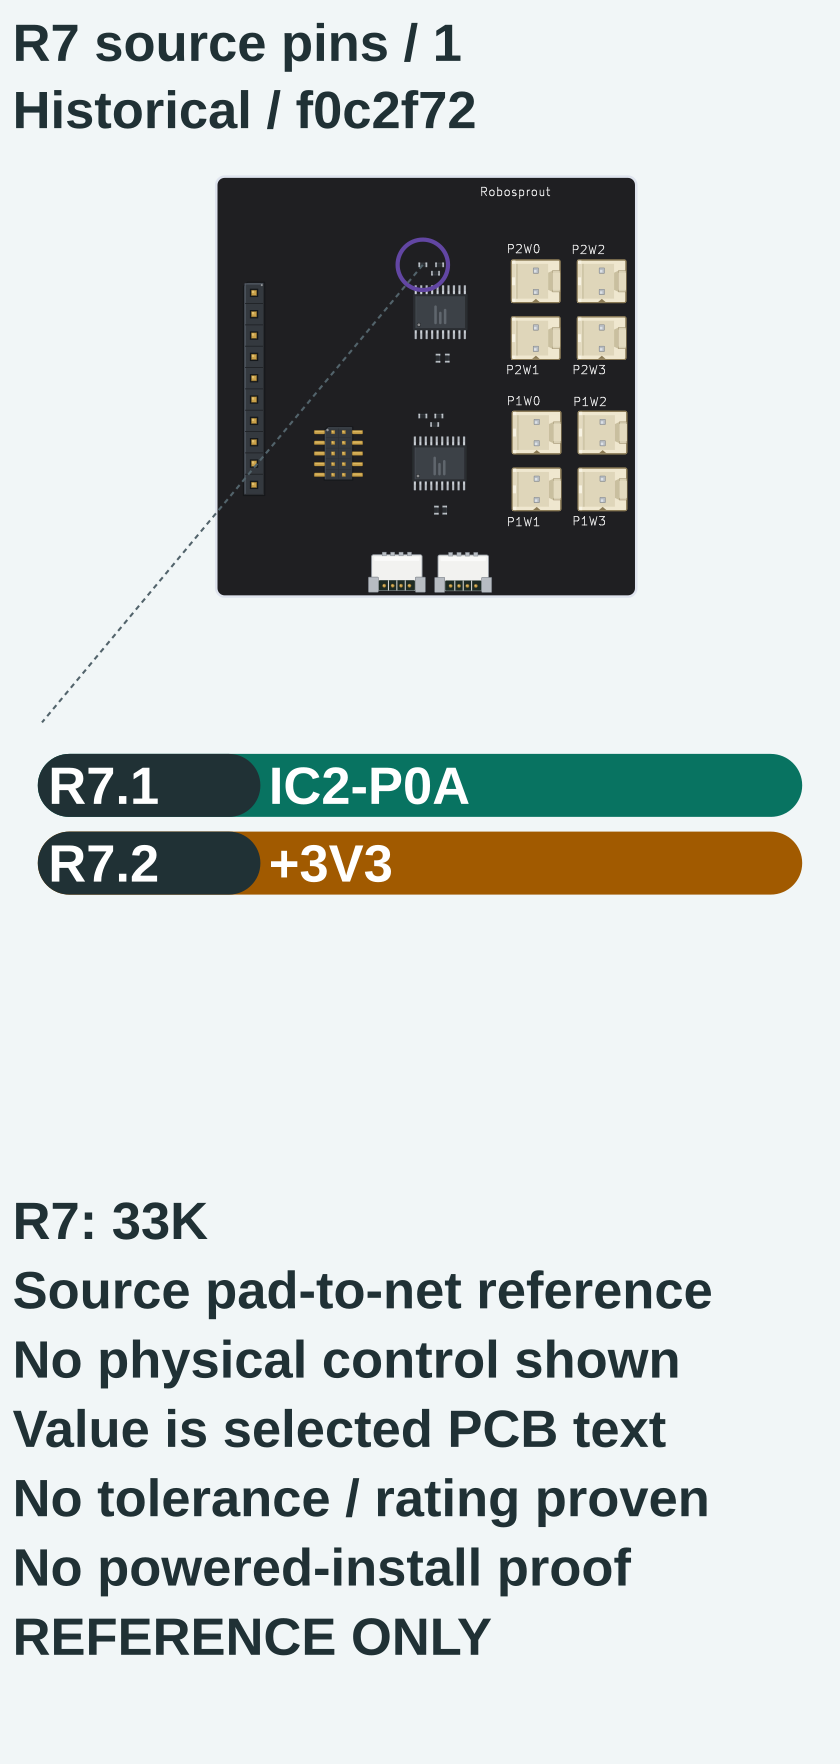 R7 source pins / 1
Historical / f0c2f72
Robosprout
P2W0 P2W2
P2W1 P2W3
P1W0 P1W2
P1W1 P1W3
R7.1 IC2-P0A
R7.2 +3V3
R7: 33K
Source pad-to-net reference
No physical control shown
Value is selected PCB text
No tolerance / rating proven
No powered-install proof
REFERENCE ONLY